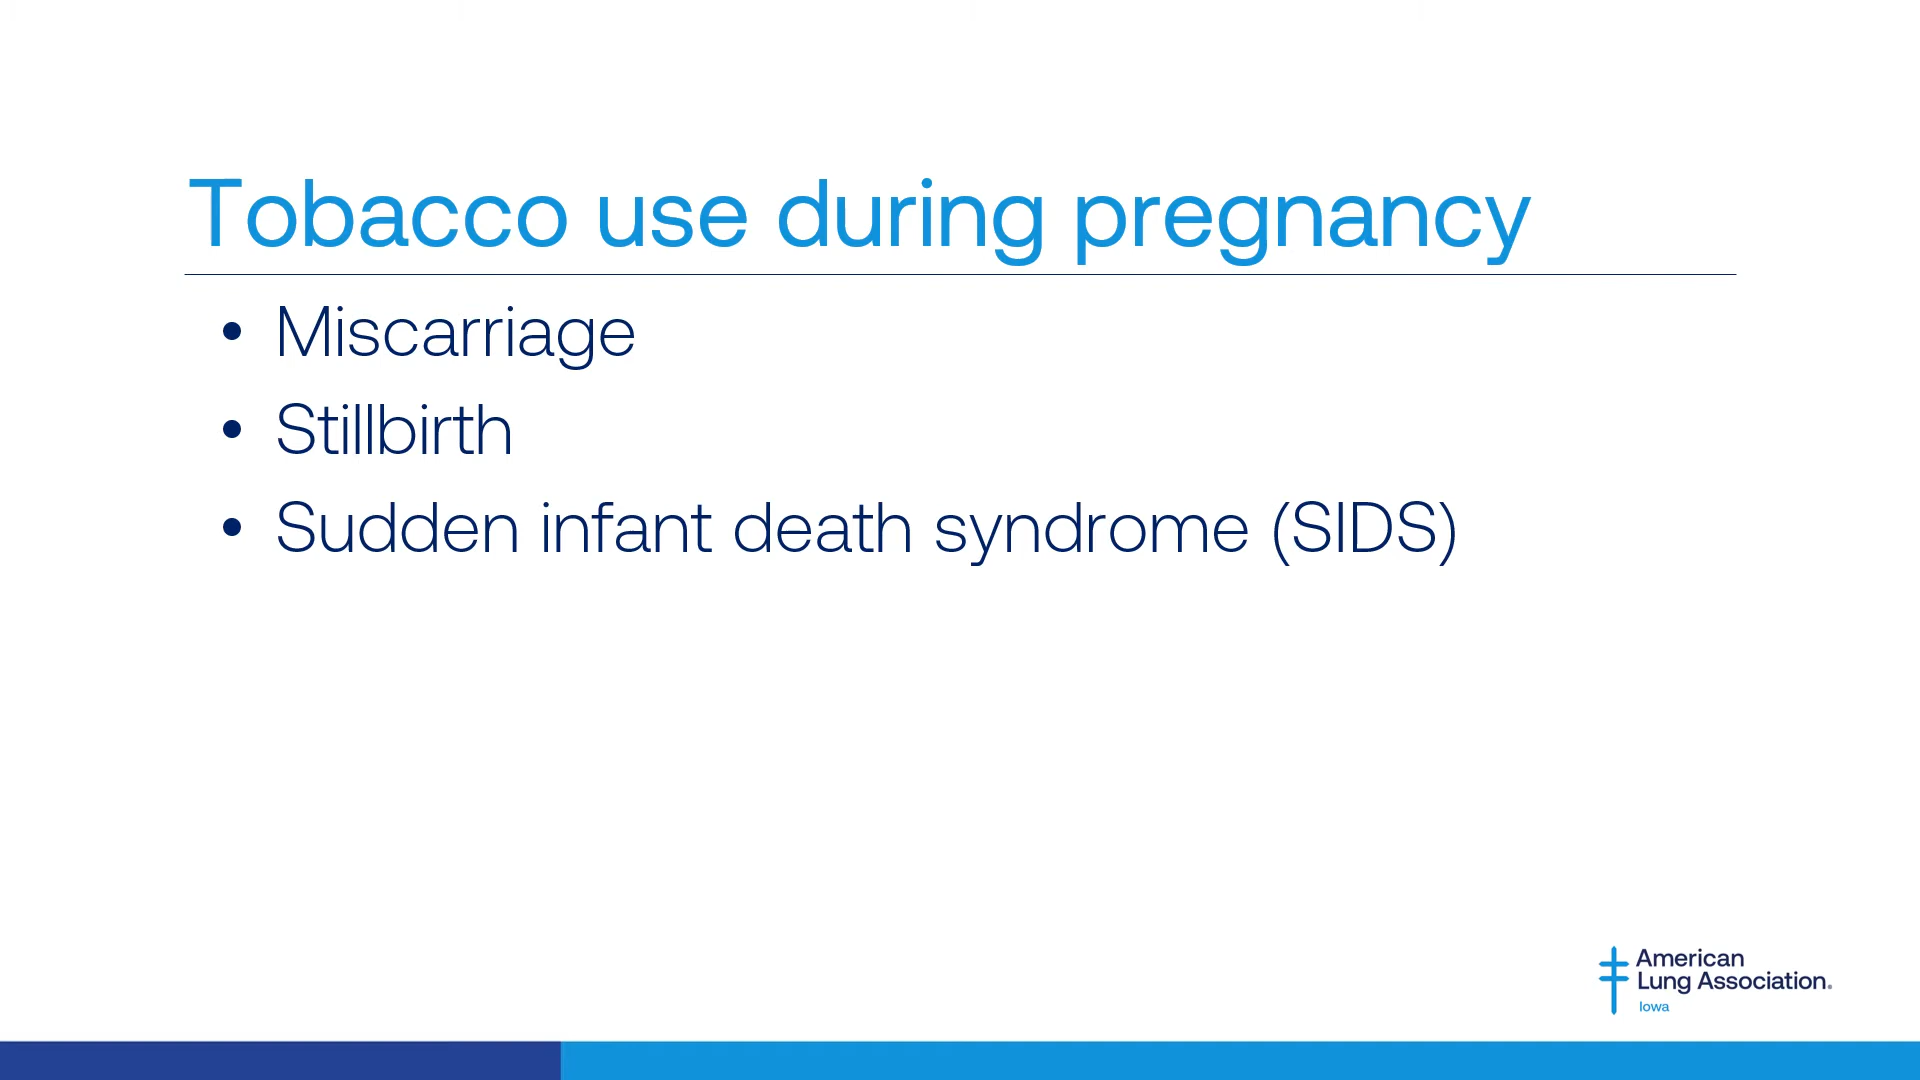 Tobacco use during pregnancy
• Miscarriage
• Stillbirth
• Sudden infant death syndrome (SIDS)
American
Lung Association.
Iowa